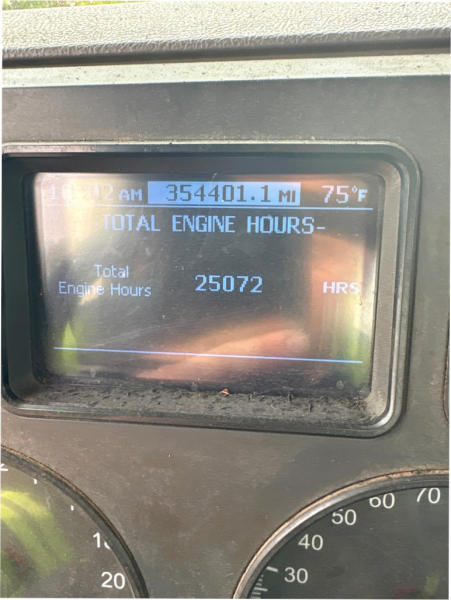 AM 354401.1 MI 75°F
TOTAL ENGINE HOURS-
Total
Engine Hours 25072 HRS
70
60
50
40
30
20